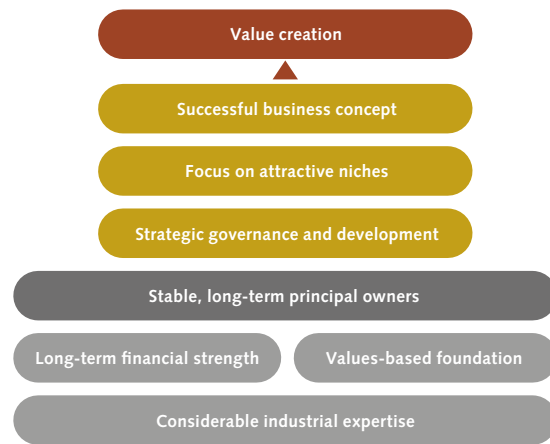 Value creation
Successful business concept
Focus on attractive niches
Strategic governance and development
Stable, long-term principal owners
Long-term financial strength
Values-based foundation
Considerable industrial expertise